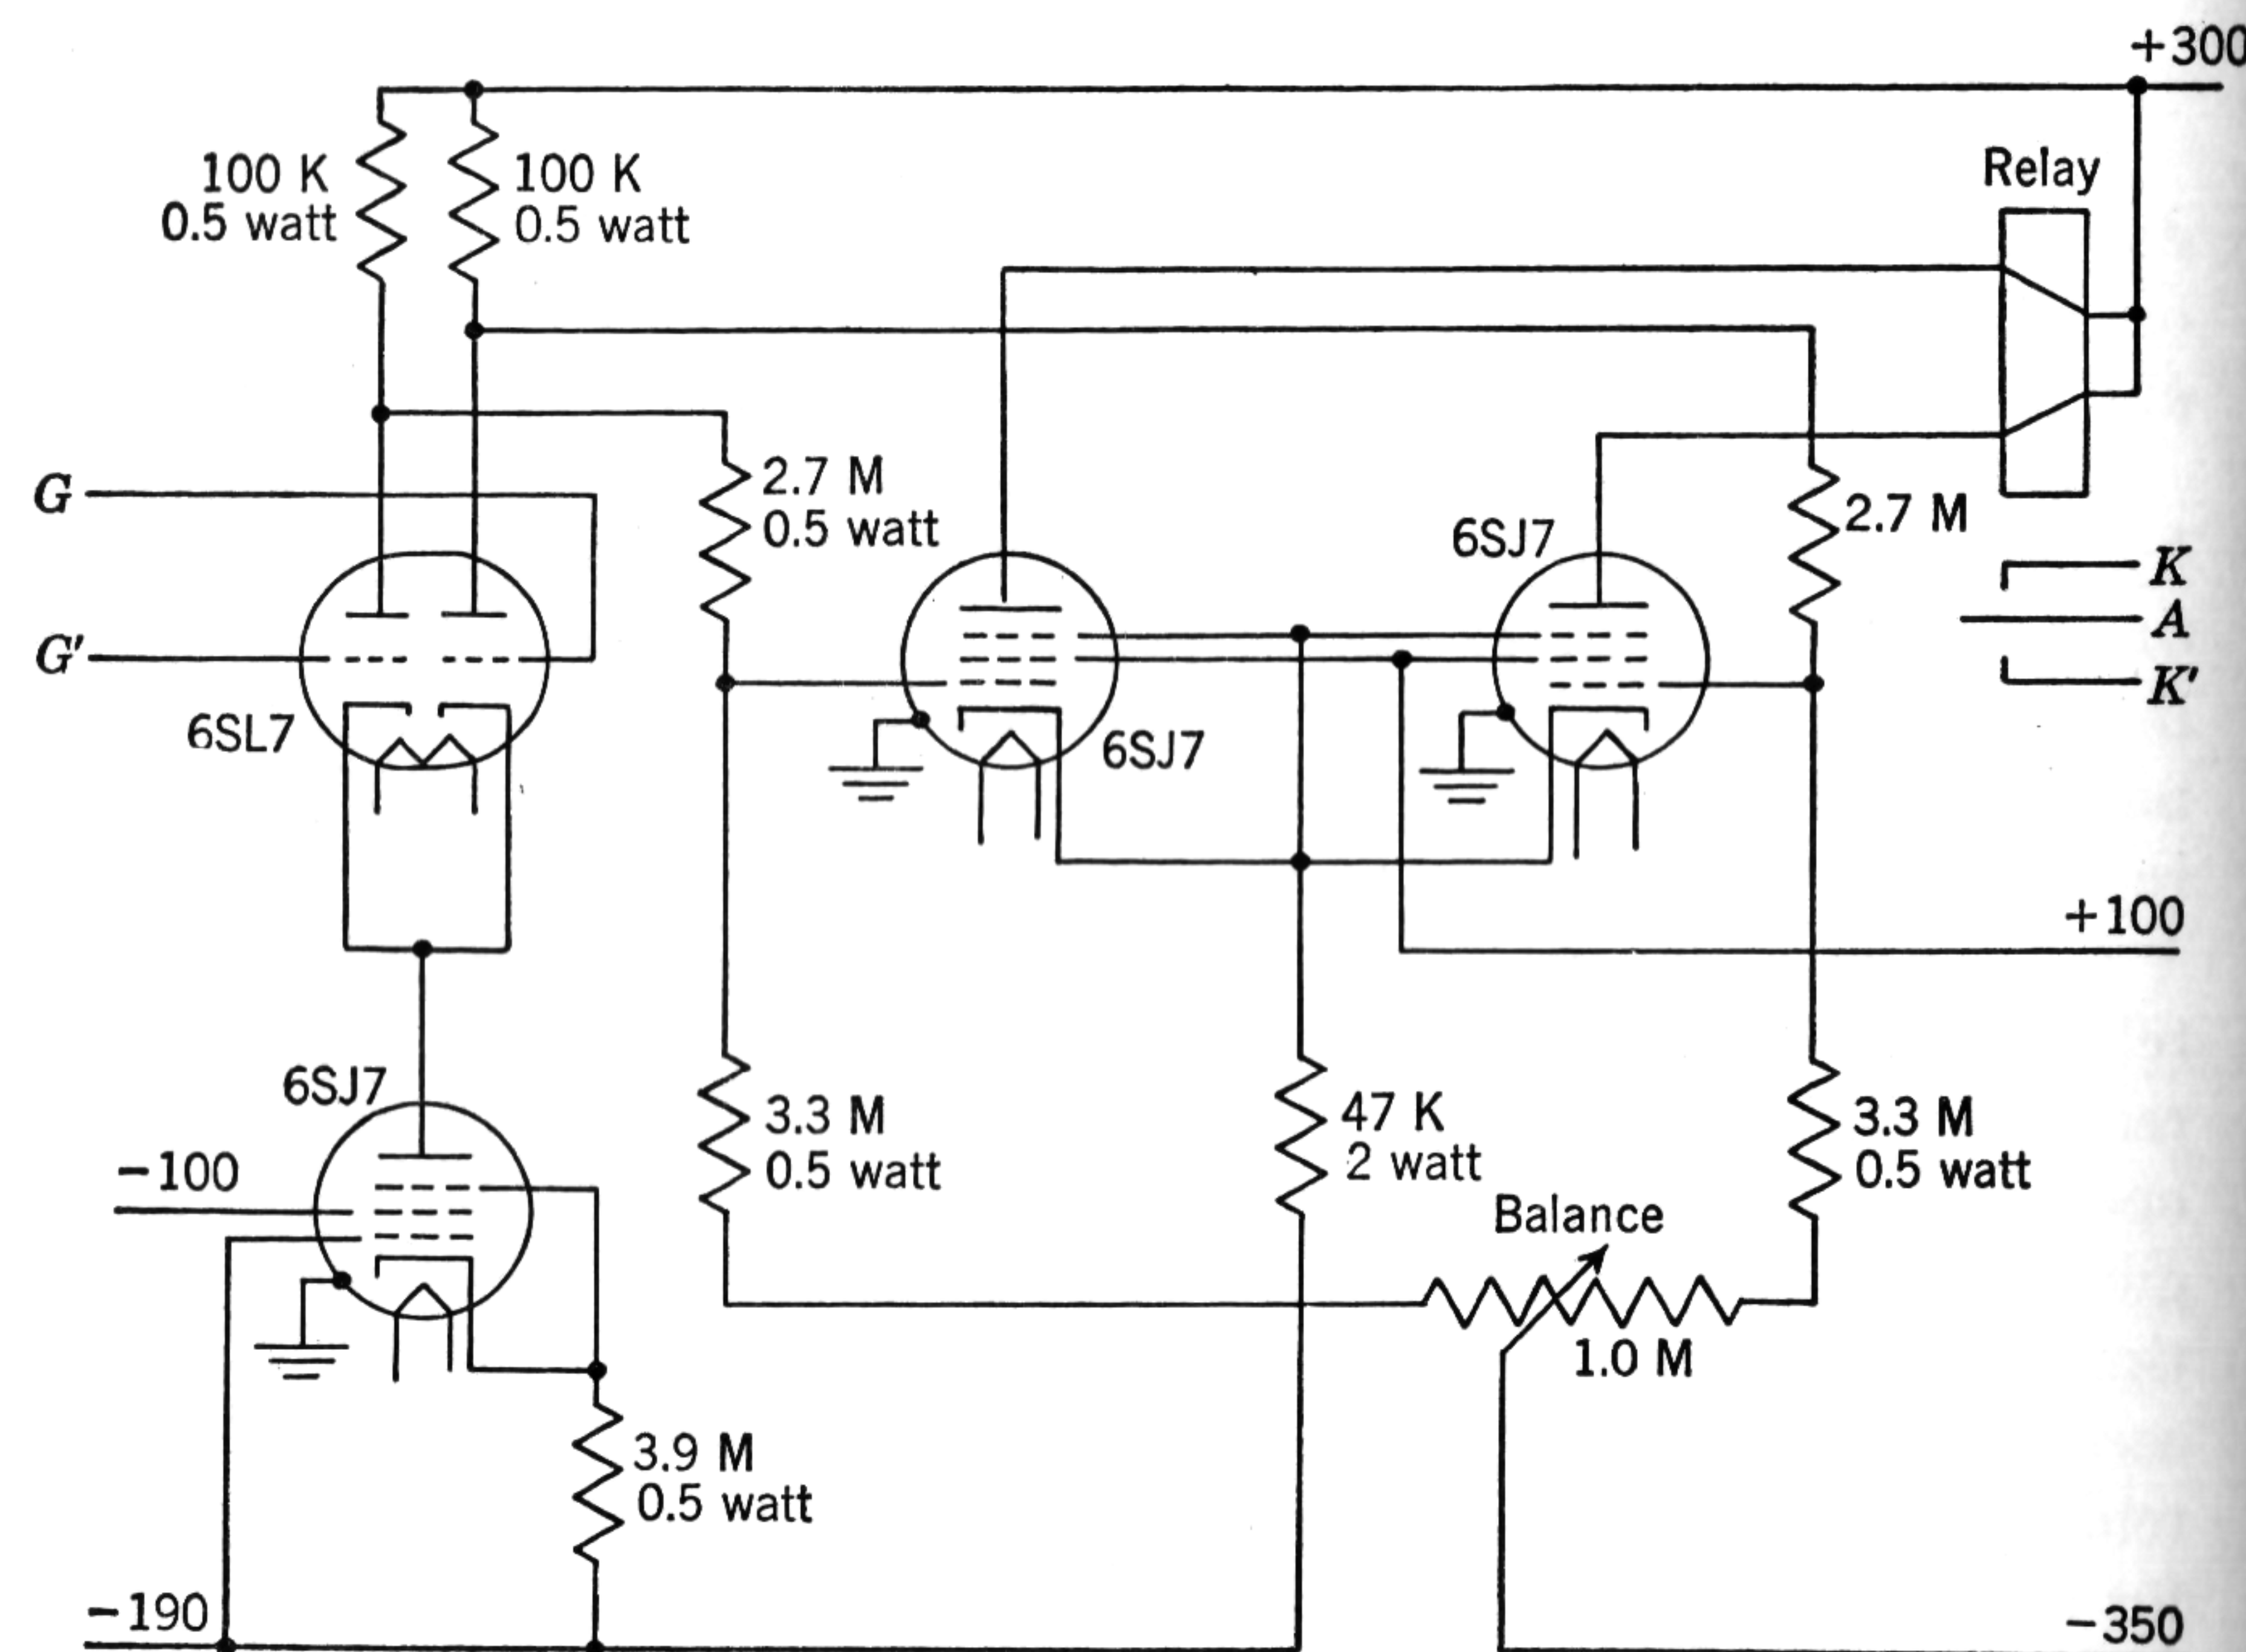 +300
Relay
100 K
0.5 watt
100 K
0.5 watt
G
2.7 M
0.5 watt
6SJ7
2.7 M
K
A
K'
G'
6SL7
6SJ7
+100
6SJ7
-100
3.3 M
0.5 watt
47 K
2 watt
3.3 M
0.5 watt
Balance
1.0 M
3.9 M
0.5 watt
-190
-350